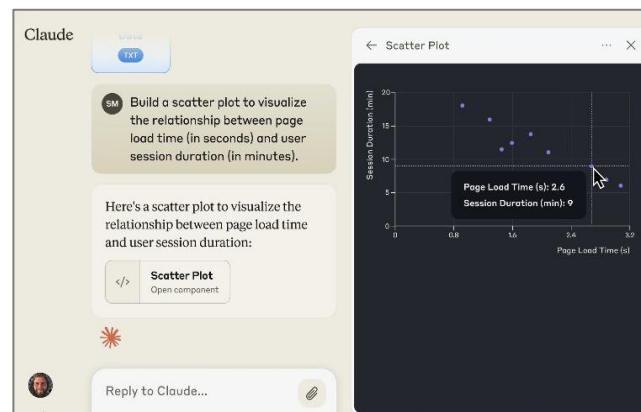 Claude
TXT
SM
Build a scatter plot to visualize
the relationship between page
load time (in seconds) and user
session duration (in minutes).
Here's a scatter plot to visualize the
relationship between page load time
and user session duration:
</>
Scatter Plot
Open component
Reply to Claude...
← Scatter Plot
Session Duration (min)
20
15
10
5
0
Page Load Time (s): 2.6
Session Duration (min): 9
0 0.8 1.6 2.4 3.2
Page Load Time (s)